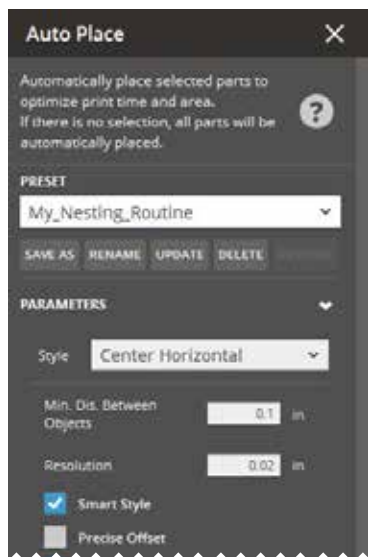 Auto Place
Automatically place selected parts to
optimize print time and area.
If there is no selection, all parts will be
automatically placed.
?
PRESET
My_Nesting_Routine
SAVE AS RENAME UPDATE DELETE
PARAMETERS
Style Center Horizontal
Min. Dis. Between
Objects
0.1 in
Resolution 0.02 in
Smart Style
Precise Offset